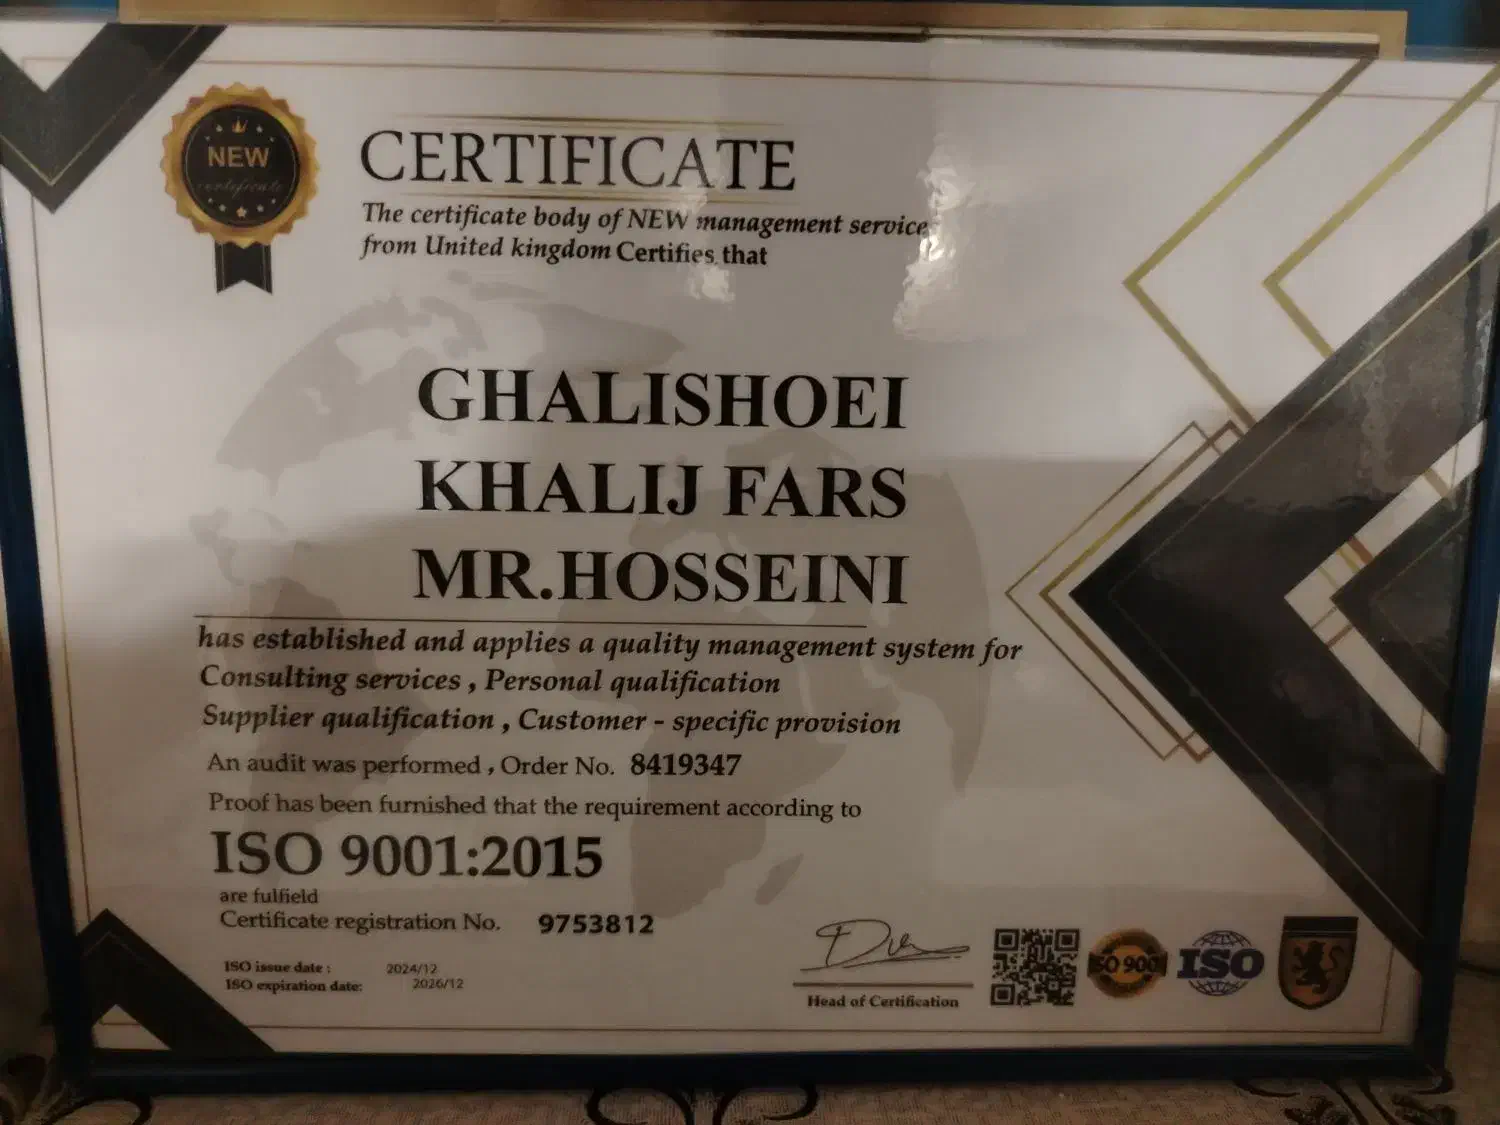 NEW
certificate
CERTIFICATE
The certificate body of NEW management service
from United kingdom Certifies that
GHALISHOEI
KHALIJ FARS
MR.HOSSEINI
has established and applies a quality management system for
Consulting services , Personal qualification
Supplier qualification , Customer - specific provision
An audit was performed , Order No. 8419347
Proof has been furnished that the requirement according to
ISO 9001:2015
are fulfield
Certificate registration No. 9753812
ISO issue date : 2024/12
ISO expiration date: 2026/12
Head of Certification
ISO 9001
ISO